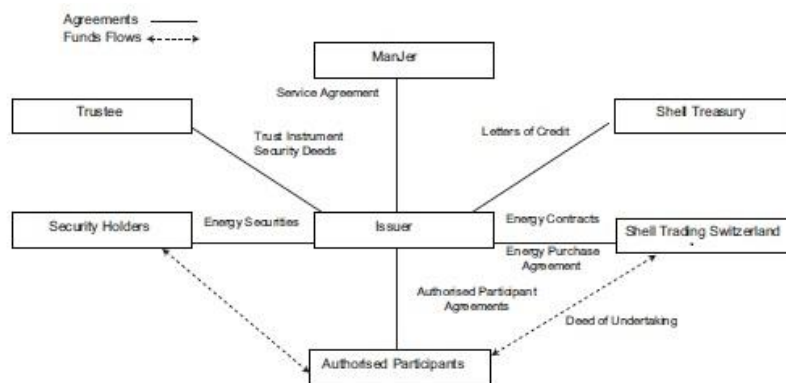 Agreements
Funds Flows
ManJer
Service Agreement
Trustee
Shell Treasury
Trust Instrument
Security Deeds
Letters of Credit
Security Holders
Energy Securities
Issuer
Energy Contracts
Shell Trading Switzerland
Energy Purchase
Agreement
Authorised Participant
Agreements
Deed of Undertaking
Authorised Participants